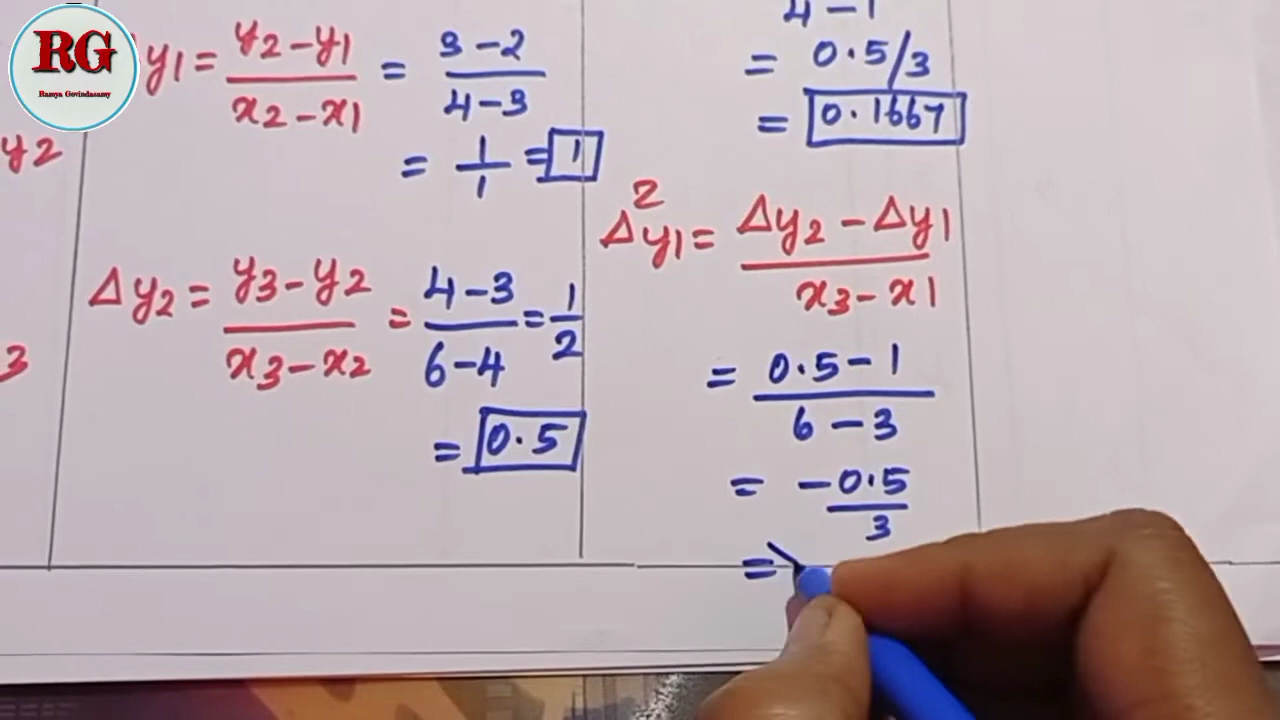 RG
Ramya Govindasamy
y1 = y2 - y1 / x2 - x1 = 3 - 2 / 4 - 3
= 1/1 = 1
y2
Δy2 = y3 - y2 / x3 - x2 = 4 - 3 / 6 - 4 = 1/2
3
= 0.5
4 - 1
= 0.5/3
= 0.1667
Δ²y1 = Δy2 - Δy1 / x3 - x1
= 0.5 - 1 / 6 - 3
= -0.5 / 3
=